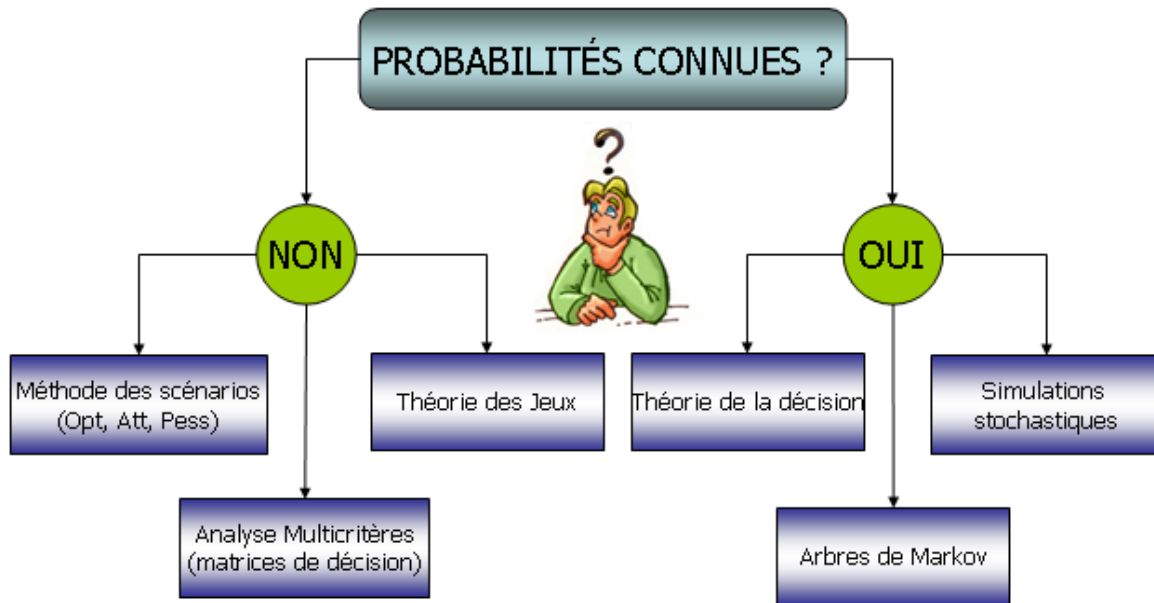 PROBABILITÉS CONNUES ?
?
NON
OUI
Méthode des scénarios
(Opt, Att, Pess)
Théorie des Jeux
Théorie de la décision
Simulations
stochastiques
Analyse Multicritères
(matrices de décision)
Arbres de Markov